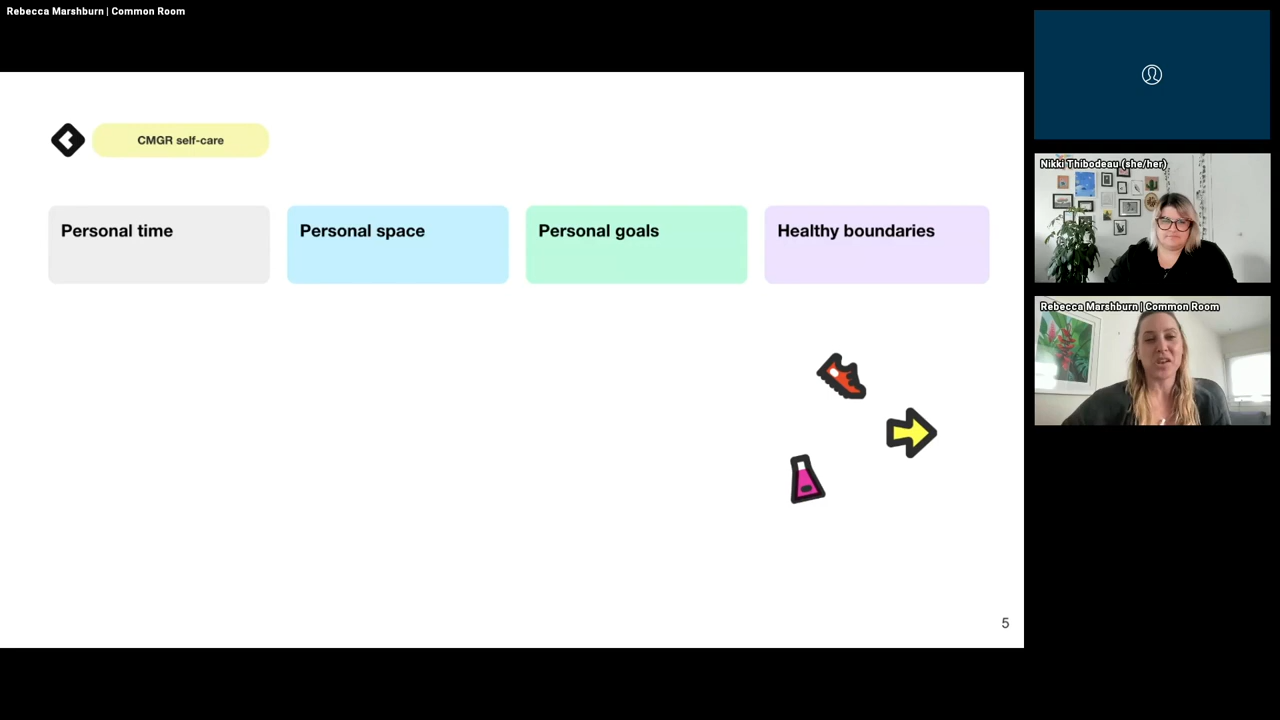 Rebecca Marshburn | Common Room
CMGR self-care
Personal time
Personal space
Personal goals
Healthy boundaries
5
Nikki Thibodeau (she/her)
Rebecca Marshburn | Common Room